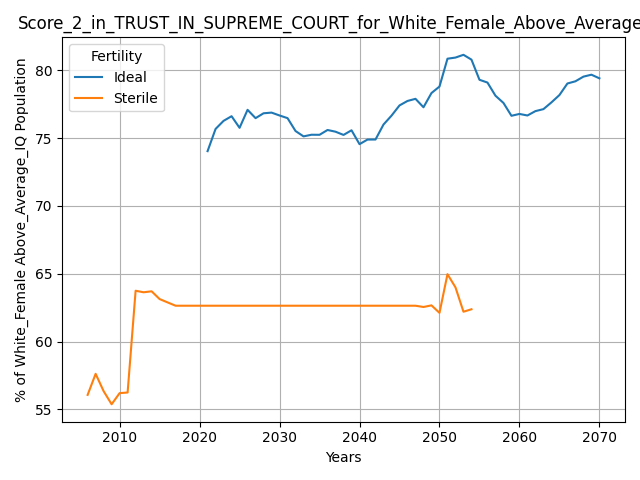 Score_2_in_TRUST_IN_SUPREME_COURT_for_White_Female_Above_Average
Fertility
Ideal
Sterile
% of White_Female Above_Average_IQ Population
80
75
70
65
60
55
2010
2020
2030
2040
2050
2060
2070
Years